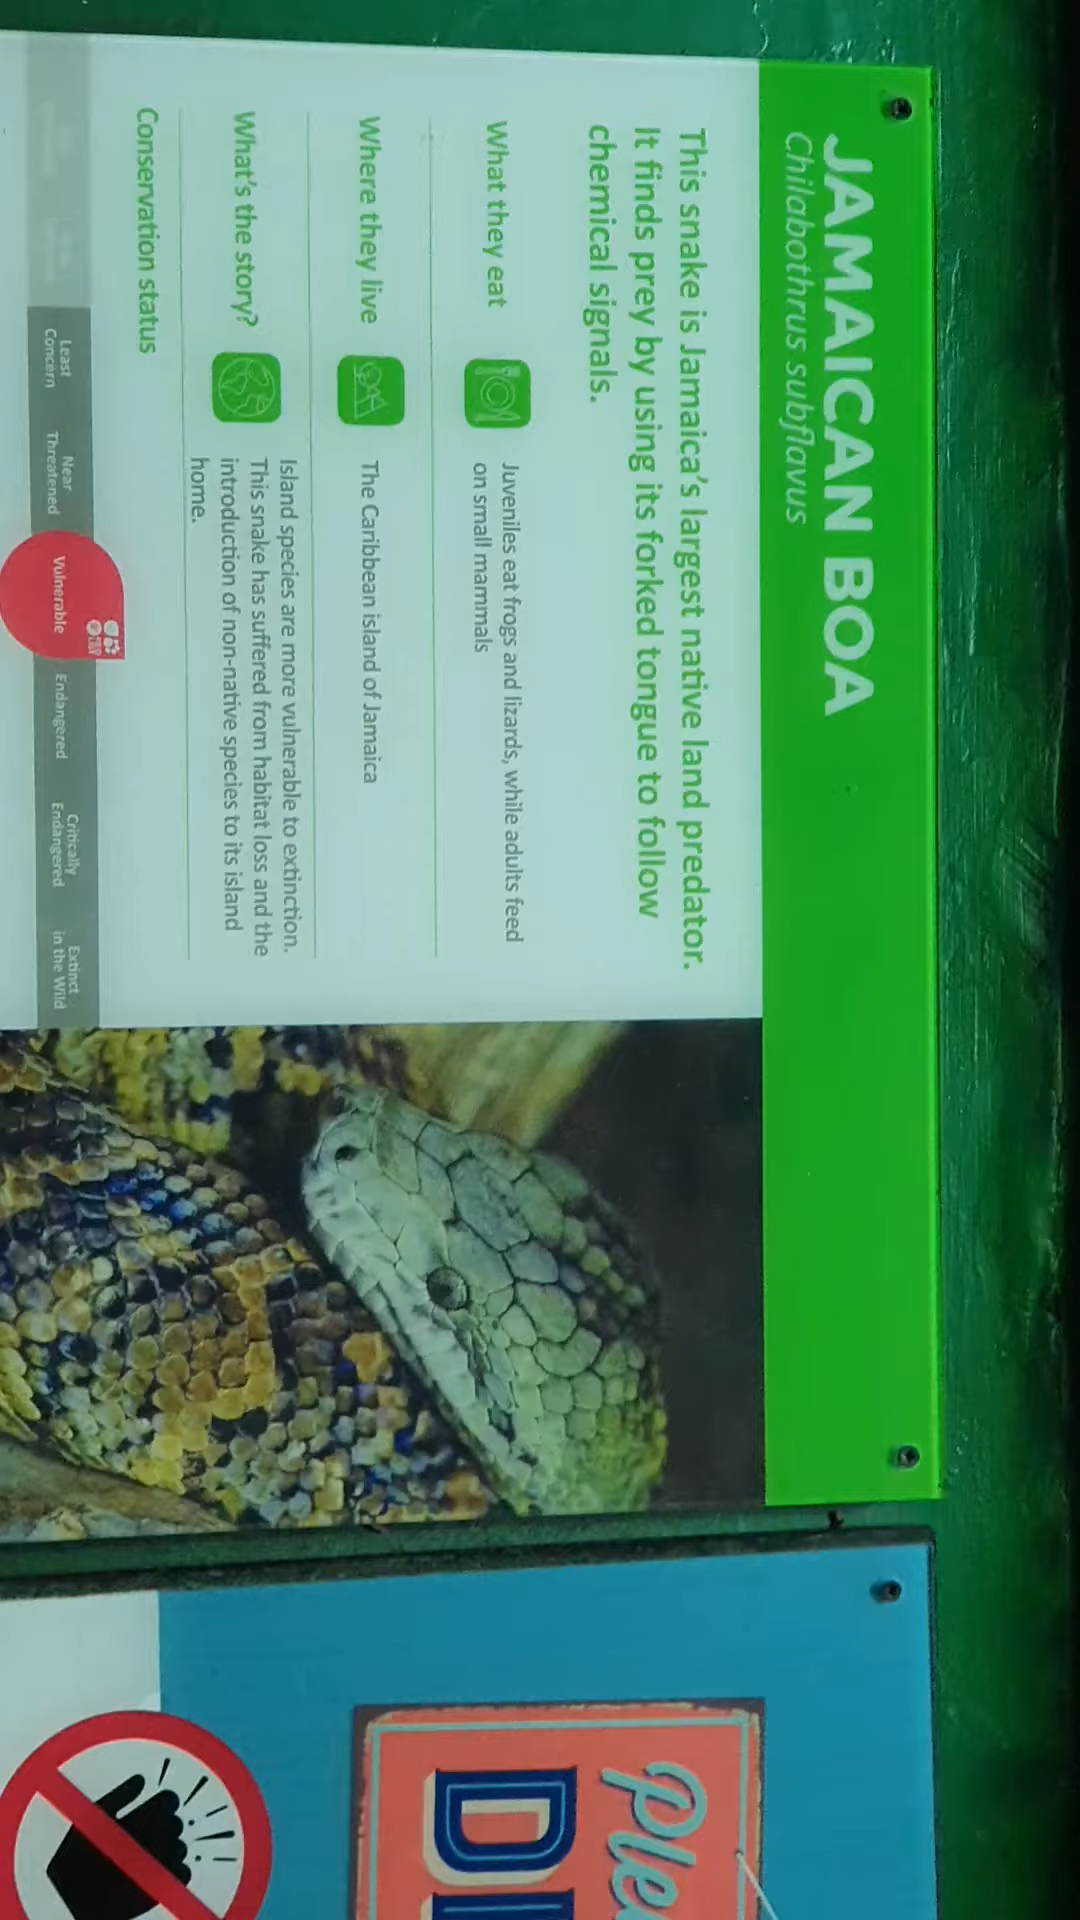 JAMAICAN BOA
Chilabothrus subflavus
This snake is Jamaica's largest native land predator.
It finds prey by using its forked tongue to follow
chemical signals.
What they eat
Juveniles eat frogs and lizards, while adults feed
on small mammals
Where they live
The Caribbean island of Jamaica
What's the story?
Island species are more vulnerable to extinction.
This snake has suffered from habitat loss and the
introduction of non-native species to its island
home.
Conservation status
Least
Concern
Near
Threatened
Vulnerable
Endangered
Critically
Endangered
Extinct
in the Wild